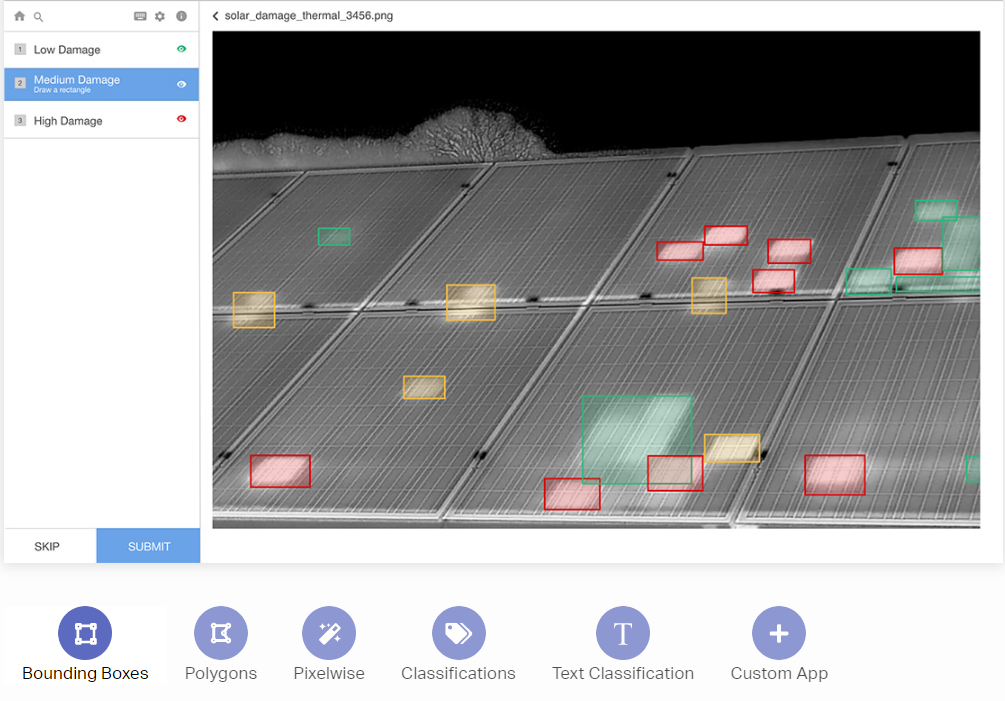 solar_damage_thermal_3456.png
1 Low Damage
2 Medium Damage
Draw a rectangle
3 High Damage
SKIP
SUBMIT
Bounding Boxes
Polygons
Pixelwise
Classifications
T
Text Classification
Custom App